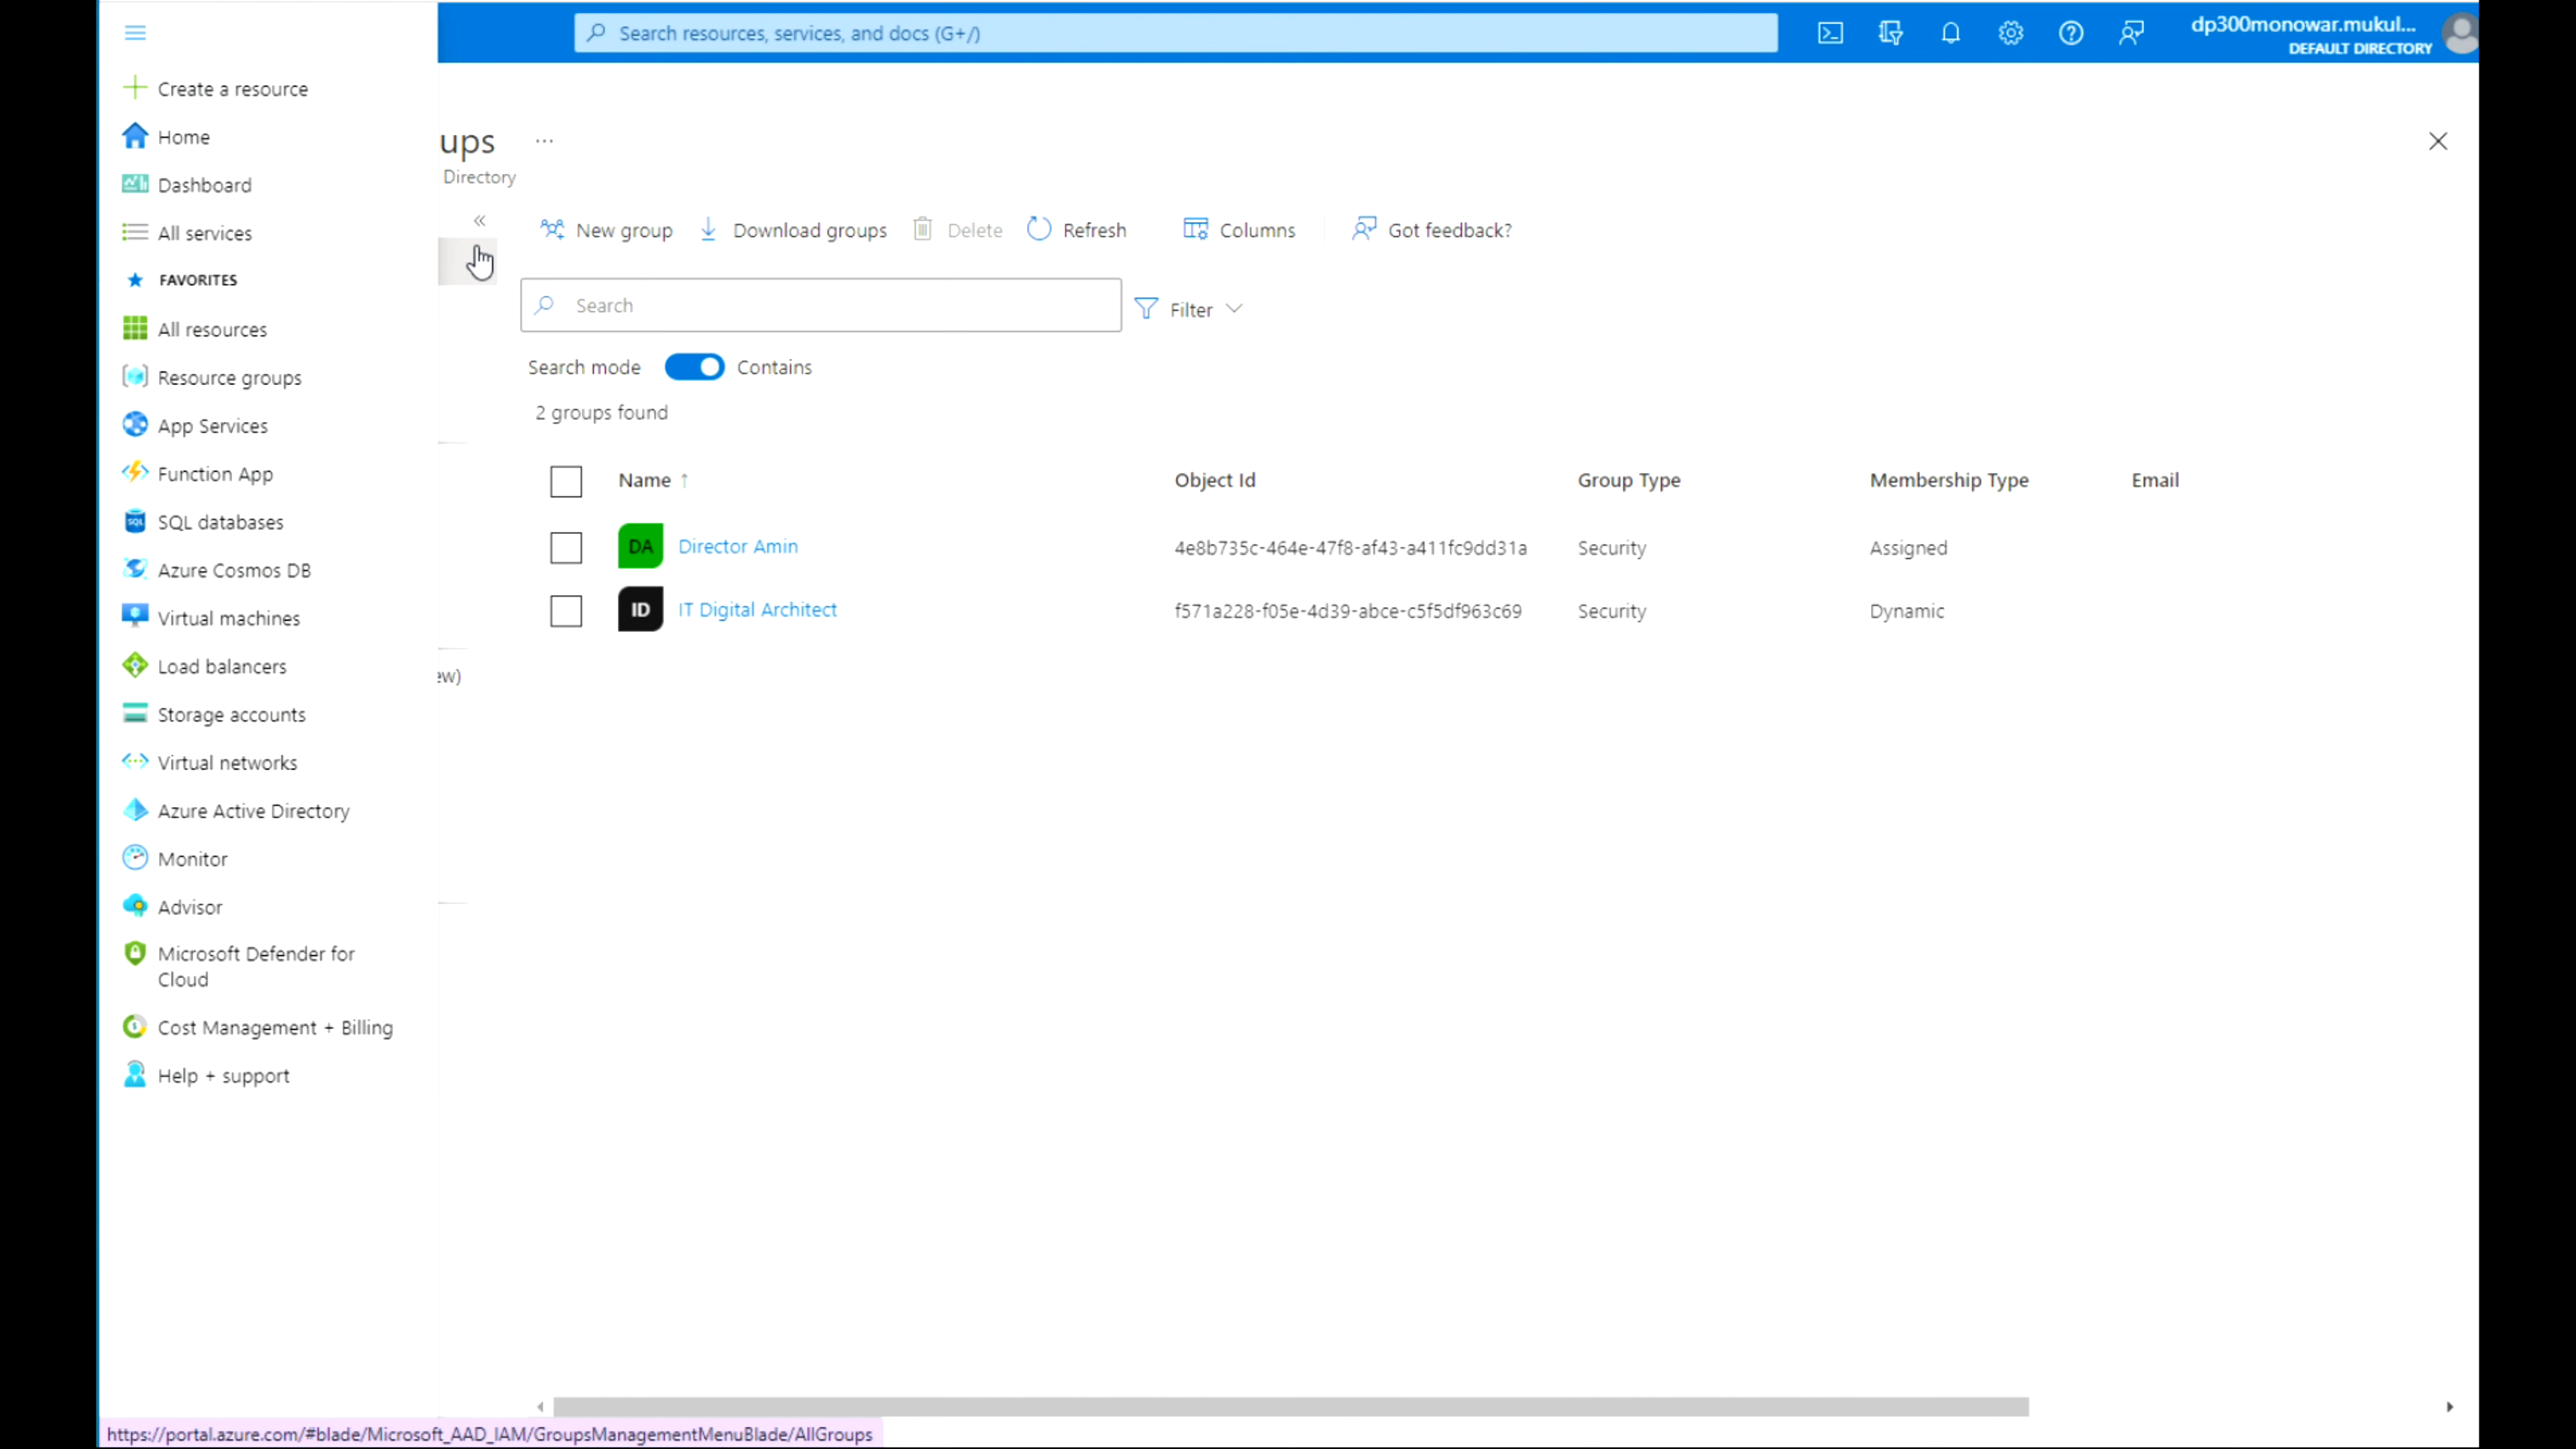 Search resources, services, and docs (G+/)
dp300monowar.mukul...
DEFAULT DIRECTORY
Create a resource
Home
Dashboard
All services
FAVORITES
All resources
Resource groups
App Services
Function App
SQL databases
Azure Cosmos DB
Virtual machines
Load balancers
Storage accounts
Virtual networks
Azure Active Directory
Monitor
Advisor
Microsoft Defender for
Cloud
Cost Management + Billing
Help + support
ups ...
Directory
«
New group Download groups Delete Refresh Columns Got feedback?
Search
Filter
Search mode Contains
2 groups found
Name ↑ Object Id Group Type Membership Type Email
DA Director Amin 4e8b735c-464e-47f8-af43-a411fc9dd31a Security Assigned
ID IT Digital Architect f571a228-f05e-4d39-abce-c5f5df963c69 Security Dynamic
ew)
https://portal.azure.com/#blade/Microsoft_AAD_IAM/GroupsManagementMenuBlade/AllGroups